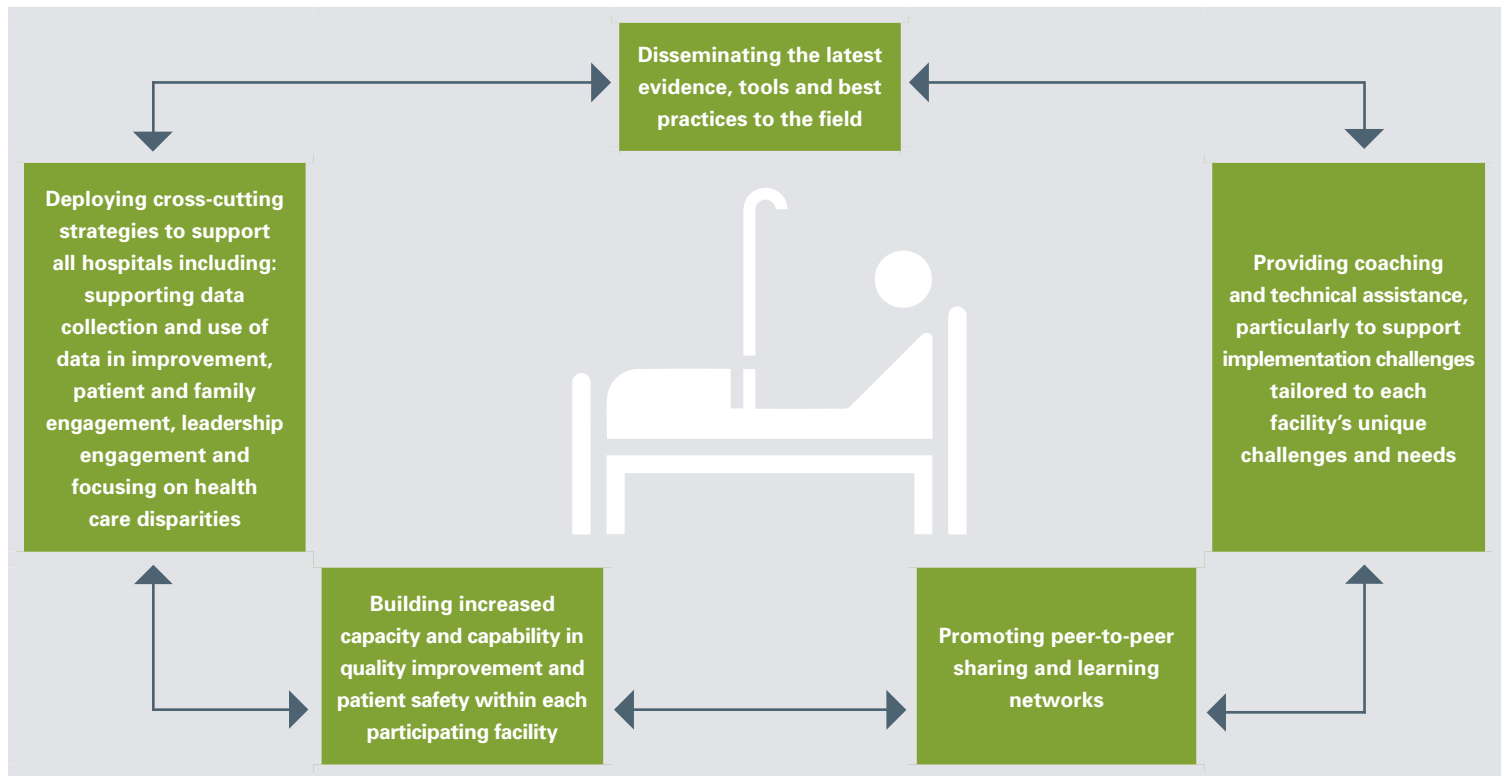 Disseminating the latest
evidence, tools and best
practices to the field
Deploying cross-cutting
strategies to support
all hospitals including:
supporting data
collection and use of
data in improvement,
patient and family
engagement, leadership
engagement and
focusing on health
care disparities
Providing coaching
and technical assistance,
particularly to support
implementation challenges
tailored to each
facility’s unique
challenges and needs
Building increased
capacity and capability in
quality improvement and
patient safety within each
participating facility
Promoting peer-to-peer
sharing and learning
networks